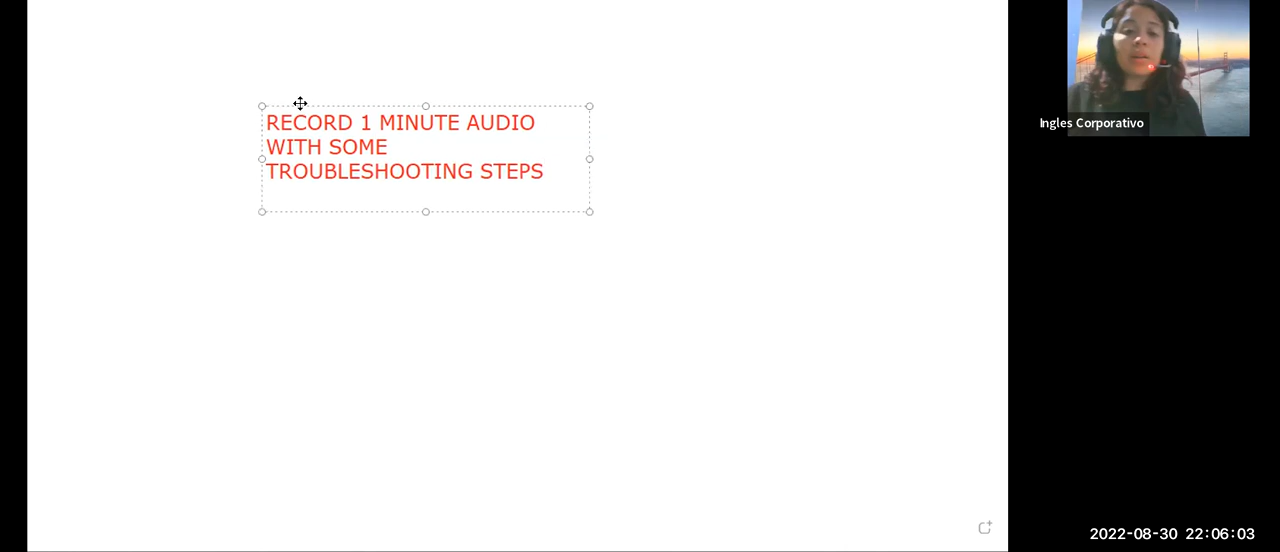 RECORD 1 MINUTE AUDIO
WITH SOME
TROUBLESHOOTING STEPS
Ingles Corporativo
2022-08-30 22:06:03